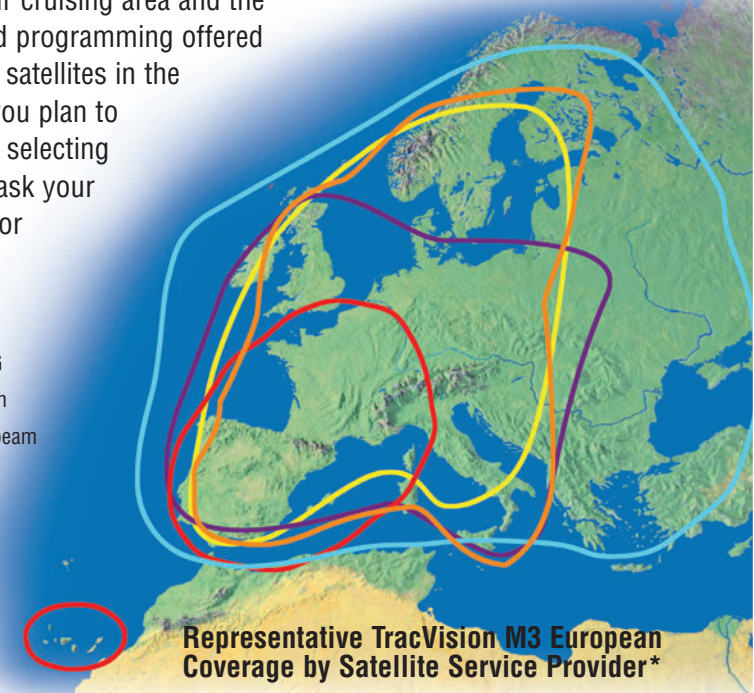 r cruising area and the
d programming offered
satellites in the
you plan to
selecting
ask your
or
n
beam
Representative TracVision M3 European
Coverage by Satellite Service Provider*